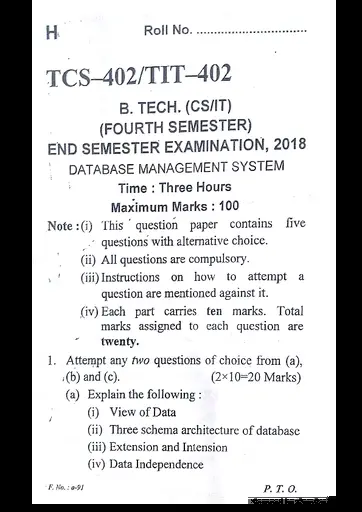 H
Roll No. ................................
TCS–402/TIT–402
B. TECH. (CS/IT)
(FOURTH SEMESTER)
END SEMESTER EXAMINATION, 2018
DATABASE MANAGEMENT SYSTEM
Time : Three Hours
Maximum Marks : 100
Note :(i) This question paper contains five
questions with alternative choice.
(ii) All questions are compulsory.
(iii) Instructions on how to attempt a
question are mentioned against it.
(iv) Each part carries ten marks. Total
marks assigned to each question are
twenty.
1. Attempt any two questions of choice from (a),
(b) and (c). (2×10=20 Marks)
(a) Explain the following :
(i) View of Data
(ii) Three schema architecture of database
(iii) Extension and Intension
(iv) Data Independence
F. No. : a-91
P. T. O.